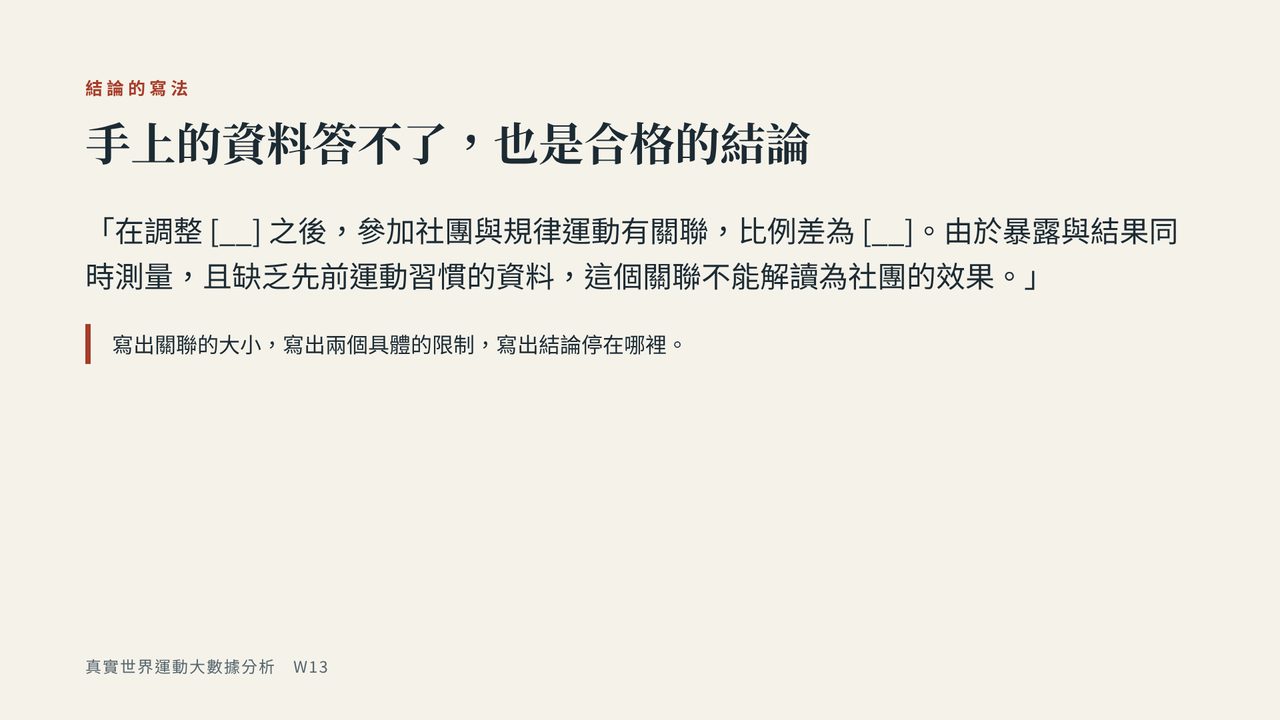 結論的寫法
手上的資料答不了，也是合格的結論
「在調整 [__] 之後，參加社團與規律運動有關聯，比例差為 [__]。由於暴露與結果同
時測量，且缺乏先前運動習慣的資料，這個關聯不能解讀為社團的效果。」
寫出關聯的大小，寫出兩個具體的限制，寫出結論停在哪裡。
真實世界運動大數據分析　W13